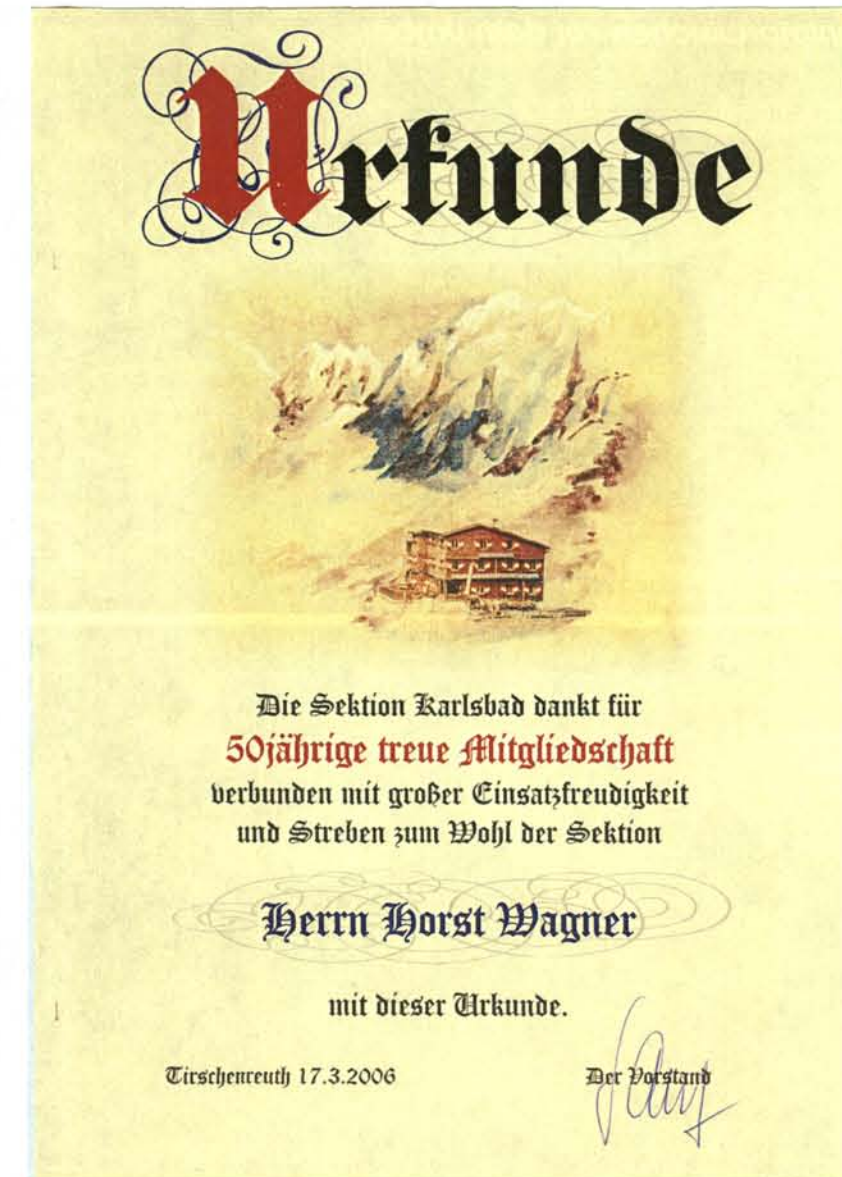 Urkunde
Die Sektion Karlsbad dankt für
50jährige treue Mitgliedschaft
verbunden mit großer Einsatzfreudigkeit
und Streben zum Wohl der Sektion
Herrn Horst Wagner
mit dieser Urkunde.
Tirschenreuth 17.3.2006 Der Vorstand